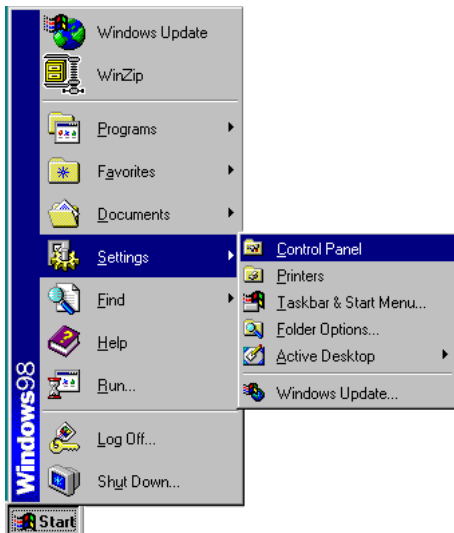 Windows Update
WinZip
Programs
Favorites
Documents
Settings
Find
Help
Run...
Log Off...
Shut Down...
Control Panel
Printers
Taskbar & Start Menu...
Folder Options...
Active Desktop
Windows Update...
Windows98
Start